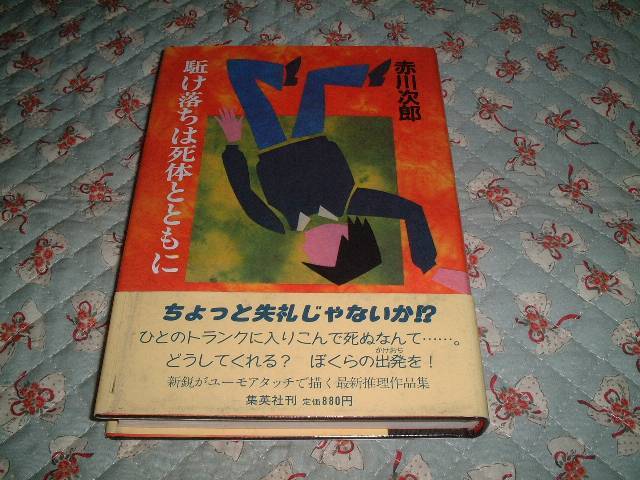 赤川次郎
駈け落ちは死体とともに
ちょっと失礼じゃないか!?
ひとのトランクに入りこんで死ぬなんて……。
どうしてくれる? ぼくらの出発を!
かけおち
新鋭がユーモアタッチで描く最新推理作品集
集英社刊 定価880円